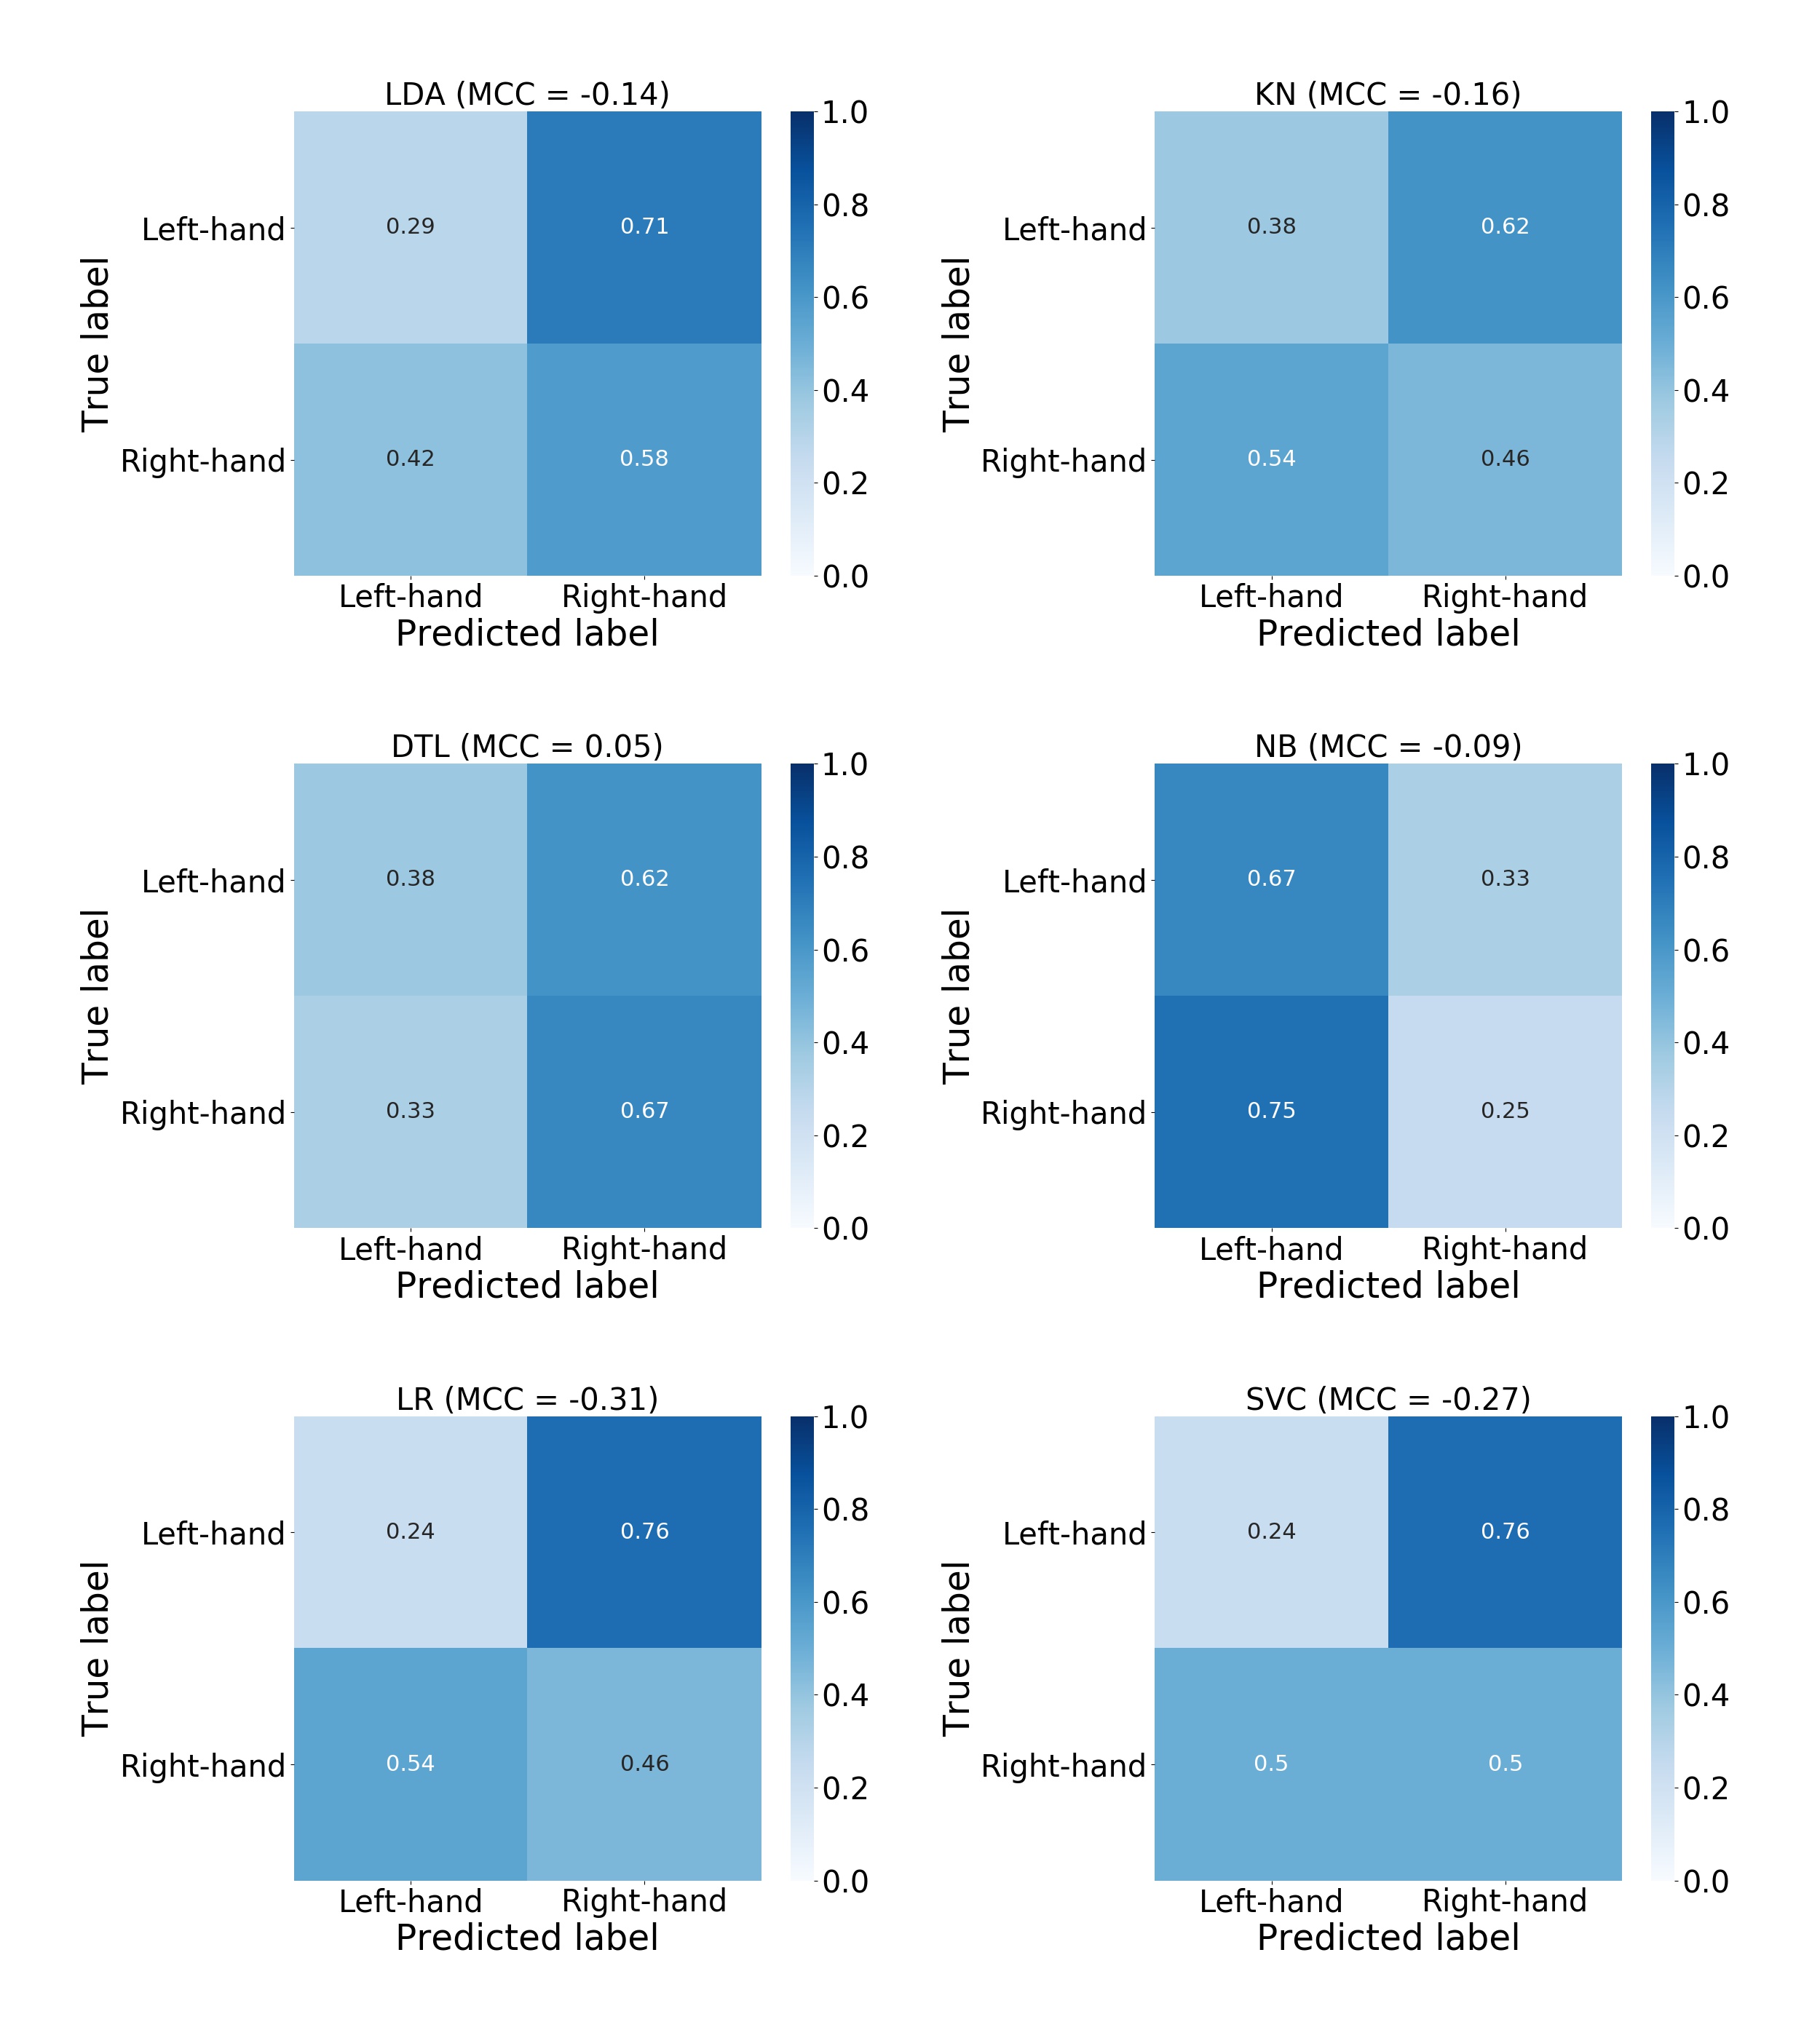 LDA (MCC = -0.14)
1.0
0.8
0.6
0.4
0.2
0.0
True label
Left-hand
0.29
0.71
Right-hand
0.42
0.58
Left-hand
Right-hand
Predicted label
KN (MCC = -0.16)
1.0
0.8
0.6
0.4
0.2
0.0
True label
Left-hand
0.38
0.62
Right-hand
0.54
0.46
Left-hand
Right-hand
Predicted label
DTL (MCC = 0.05)
1.0
0.8
0.6
0.4
0.2
0.0
True label
Left-hand
0.38
0.62
Right-hand
0.33
0.67
Left-hand
Right-hand
Predicted label
NB (MCC = -0.09)
1.0
0.8
0.6
0.4
0.2
0.0
True label
Left-hand
0.67
0.33
Right-hand
0.75
0.25
Left-hand
Right-hand
Predicted label
LR (MCC = -0.31)
1.0
0.8
0.6
0.4
0.2
0.0
True label
Left-hand
0.24
0.76
Right-hand
0.54
0.46
Left-hand
Right-hand
Predicted label
SVC (MCC = -0.27)
1.0
0.8
0.6
0.4
0.2
0.0
True label
Left-hand
0.24
0.76
Right-hand
0.5
0.5
Left-hand
Right-hand
Predicted label